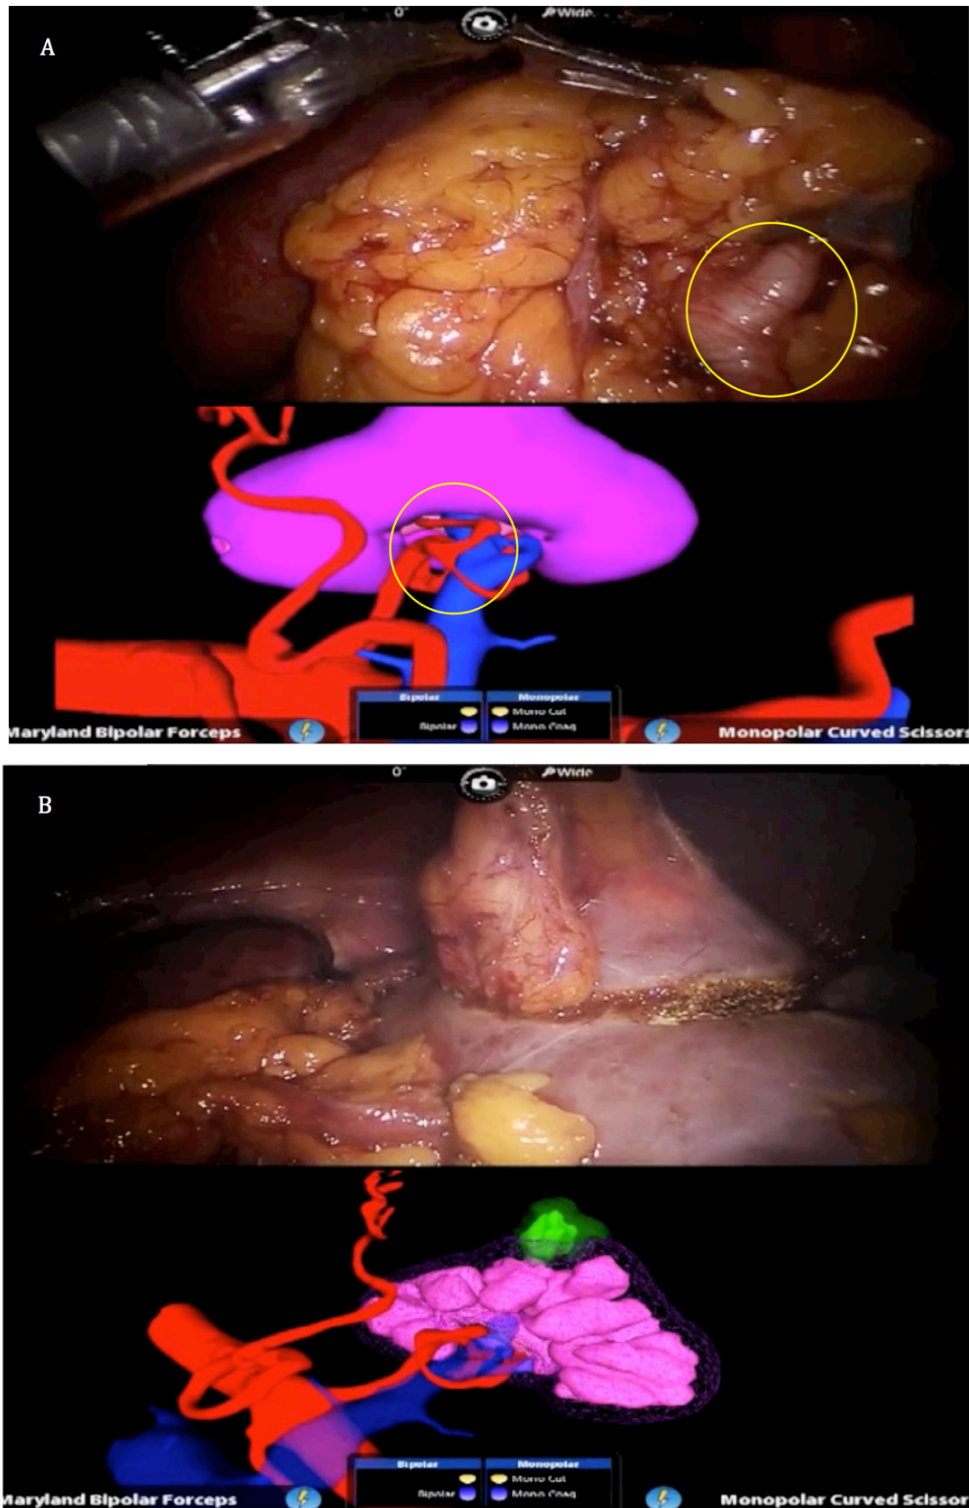 A
0°
Wide
Bipolar Monopolar
Mono Cut
Bipolar Mono Coag
Maryland Bipolar Forceps
Monopolar Curved Scissors
B
0°
Wide
Bipolar Monopolar
Mono Cut
Bipolar Mono Coag
Maryland Bipolar Forceps
Monopolar Curved Scissor